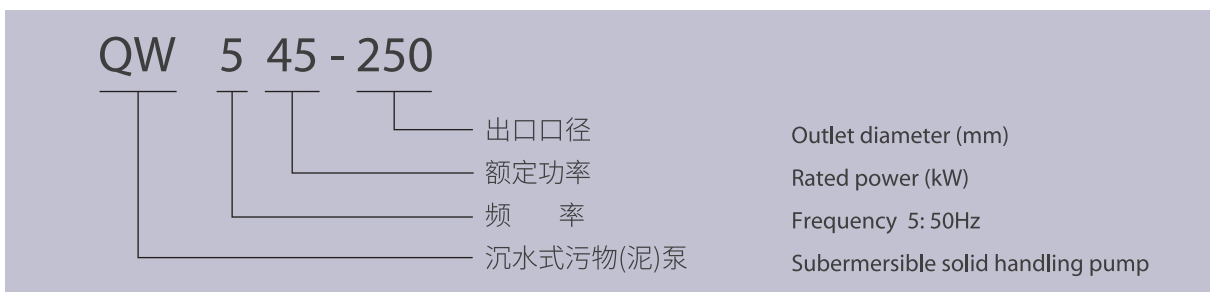 QW 5 45 - 250
出口口径 Outlet diameter (mm)
额定功率 Rated power (kW)
频 率 Frequency 5: 50Hz
沉水式污物(泥)泵 Subermersible solid handling pump